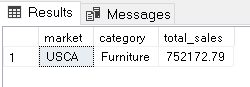 Results Messages
market category total_sales
1 USCA Furniture 752172.79